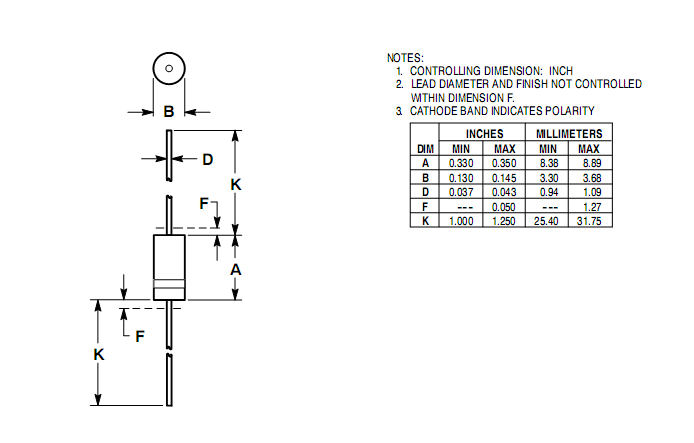 NOTES:
1. CONTROLLING DIMENSION: INCH
2. LEAD DIAMETER AND FINISH NOT CONTROLLED
WITHIN DIMENSION F.
3. CATHODE BAND INDICATES POLARITY
INCHES MILLIMETERS
DIM MIN MAX MIN MAX
A 0.330 0.350 8.38 8.89
B 0.130 0.145 3.30 3.68
D 0.037 0.043 0.94 1.09
F --- 0.050 --- 1.27
K 1.000 1.250 25.40 31.75
B
D
K
F
A
F
K